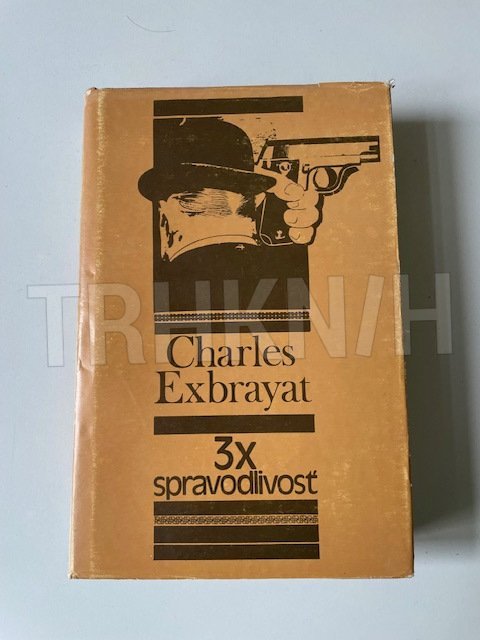 TRHKNIH
Charles
Exbrayat
3x
spravodlivosť